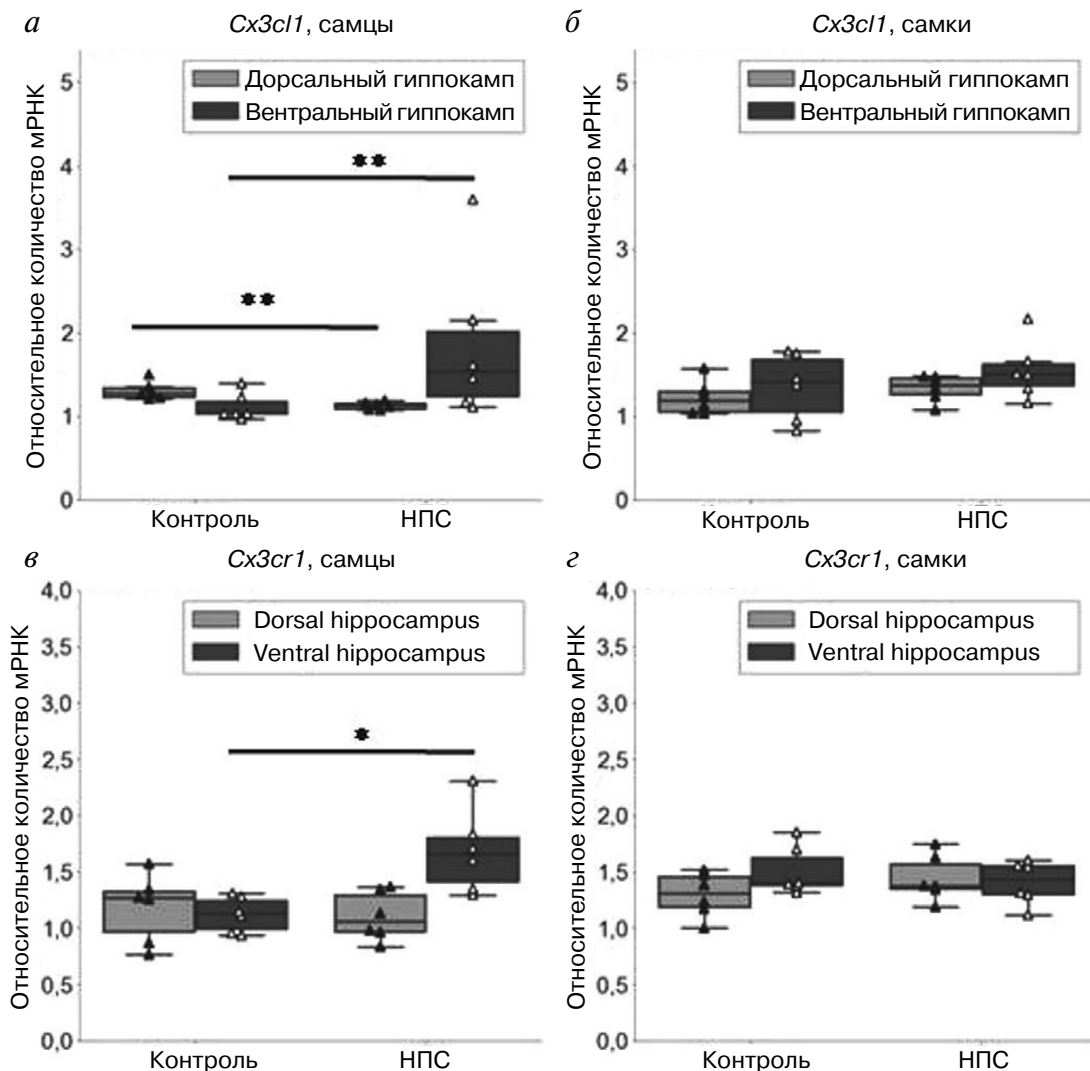 а
Cx3cl1, самцы
Относительное количество мРНК
5
4
3
2
1
0
Дорсальный гиппокамп
Вентральный гиппокамп
**
**
Контроль
НПС
б
Cx3cl1, самки
Относительное количество мРНК
5
4
3
2
1
0
Дорсальный гиппокамп
Вентральный гиппокамп
Контроль
НПС
в
Cx3cr1, самцы
Относительное количество мРНК
4,0
3,5
3,0
2,5
2,0
1,5
1,0
0,5
0,0
Dorsal hippocampus
Ventral hippocampus
*
Контроль
НПС
г
Cx3cr1, самки
Относительное количество мРНК
4,0
3,5
3,0
2,5
2,0
1,5
1,0
0,5
0,0
Dorsal hippocampus
Ventral hippocampus
Контроль
НПС